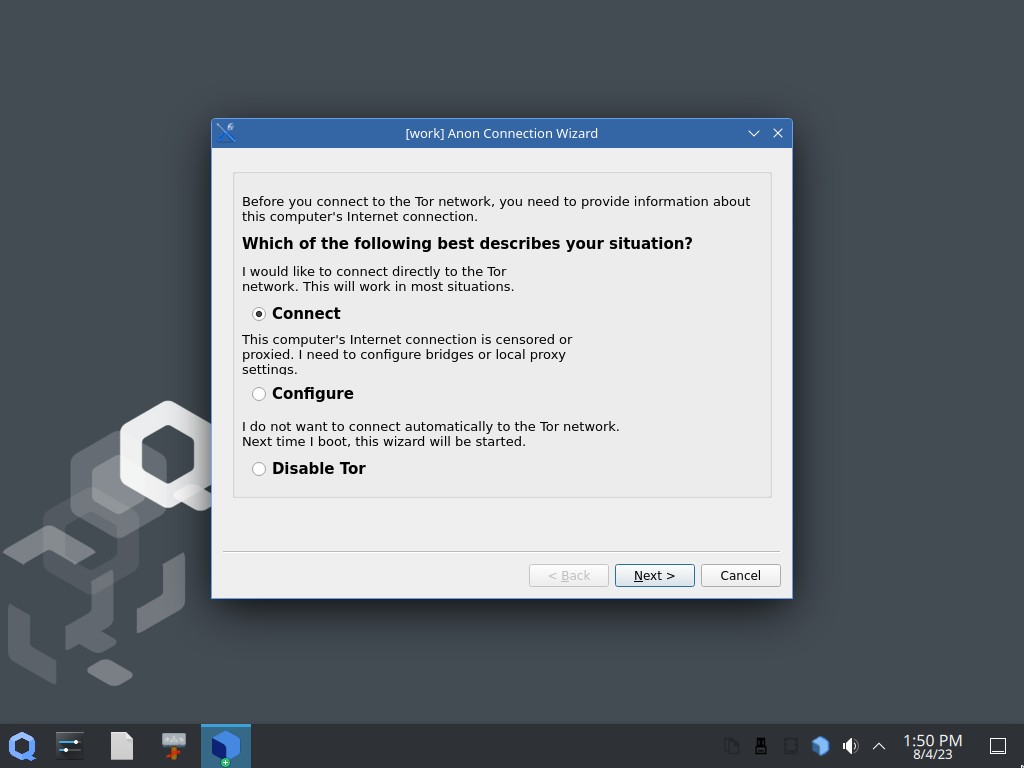 [work] Anon Connection Wizard
Before you connect to the Tor network, you need to provide information about
this computer's Internet connection.
Which of the following best describes your situation?
I would like to connect directly to the Tor
network. This will work in most situations.
Connect
This computer's Internet connection is censored or
proxied. I need to configure bridges or local proxy
settings.
Configure
I do not want to connect automatically to the Tor network.
Next time I boot, this wizard will be started.
Disable Tor
< Back
Next >
Cancel
1:50 PM
8/4/23